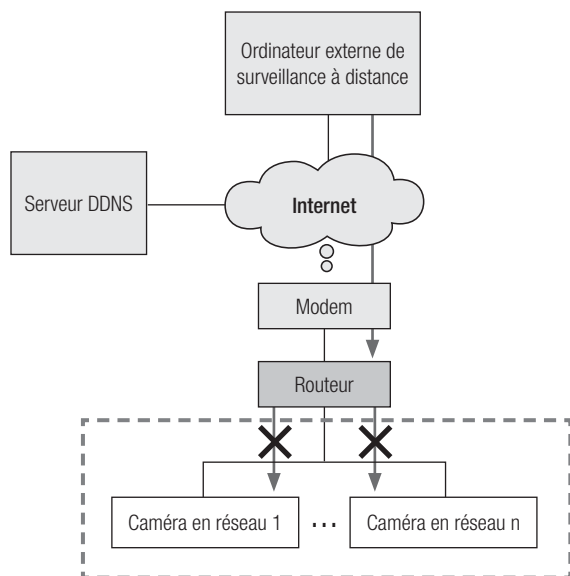 Ordinateur externe de
surveillance à distance
Serveur DDNS
Internet
Modem
Routeur
Caméra en réseau 1
...
Caméra en réseau n